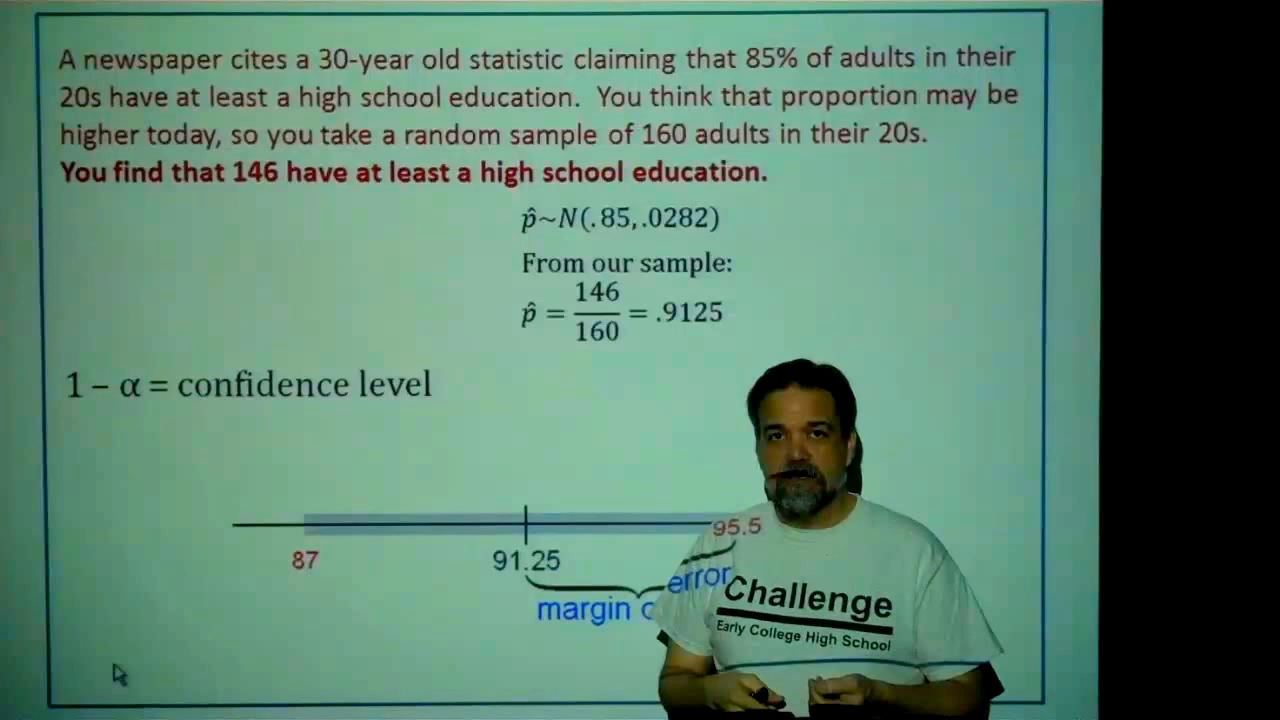 A newspaper cites a 30-year old statistic claiming that 85% of adults in their
20s have at least a high school education. You think that proportion may be
higher today, so you take a random sample of 160 adults in their 20s.
You find that 146 have at least a high school education.
p̂~N(.85,.0282)
From our sample:
p̂ = 146/160 = .9125
1 − α = confidence level
87
91.25
95.5
margin o
error
Challenge
Early College High School